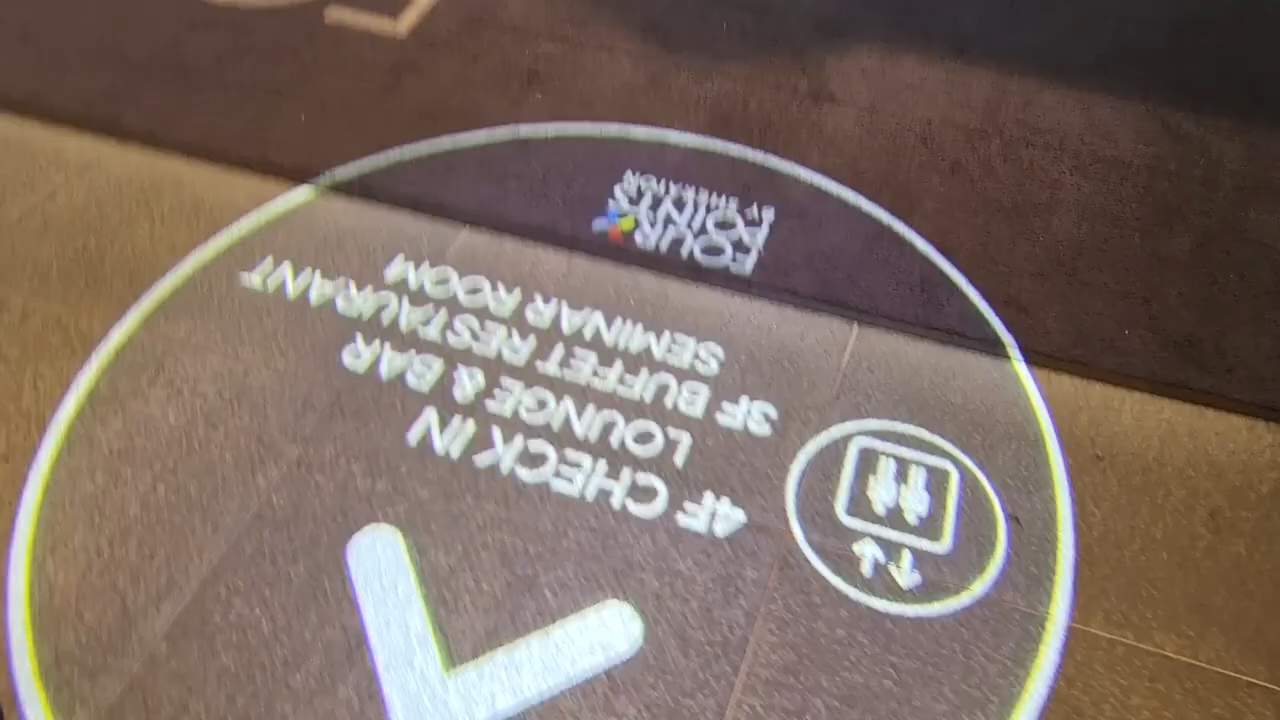 4F CHECK IN
LOUNGE & BAR
3F BUFFET RESTAURANT
SEMINAR ROOM
FOUR
POINTS
BY SHERATON